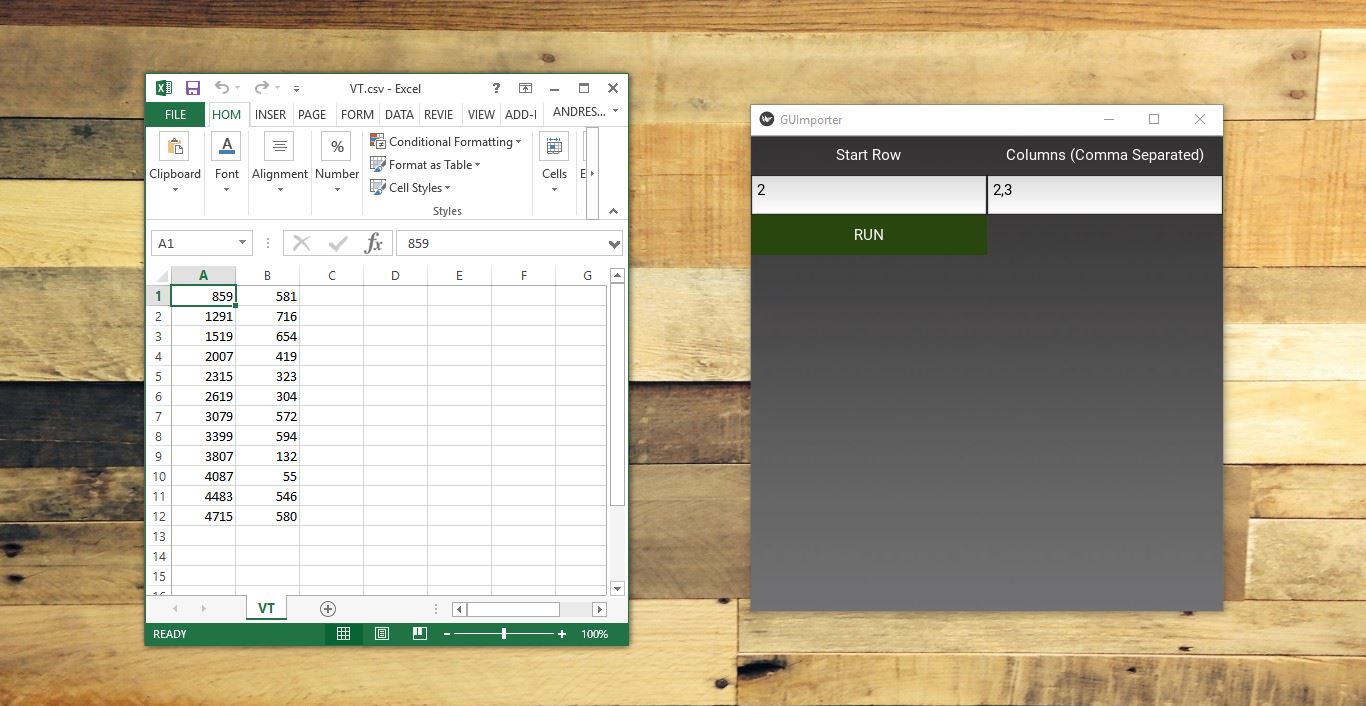 VT.csv - Excel
?
FILE HOM INSER PAGE FORM DATA REVIE VIEW ADD-I ANDRES...
Clipboard
A
Font
Alignment
%
Number
Conditional Formatting
Format as Table
Cell Styles
Styles
Cells
E
A1
fx
859
A B C D E F G
1 859 581
2 1291 716
3 1519 654
4 2007 419
5 2315 323
6 2619 304
7 3079 572
8 3399 594
9 3807 132
10 4087 55
11 4483 546
12 4715 580
13
14
15
16
VT
READY
100%
GUImporter
Start Row Columns (Comma Separated)
2 2,3
RUN